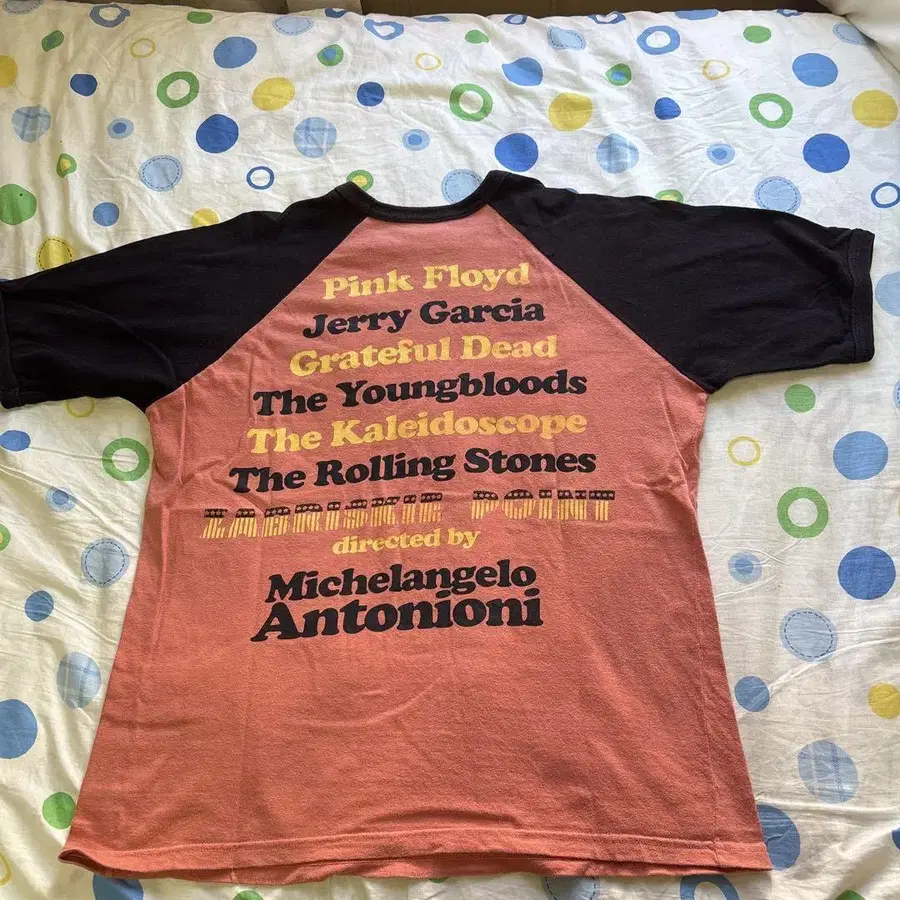 Pink Floyd
Jerry Garcia
Grateful Dead
The Youngbloods
The Kaleidoscope
The Rolling Stones
ZABRISKIE POINT
directed by
Michelangelo
Antonioni